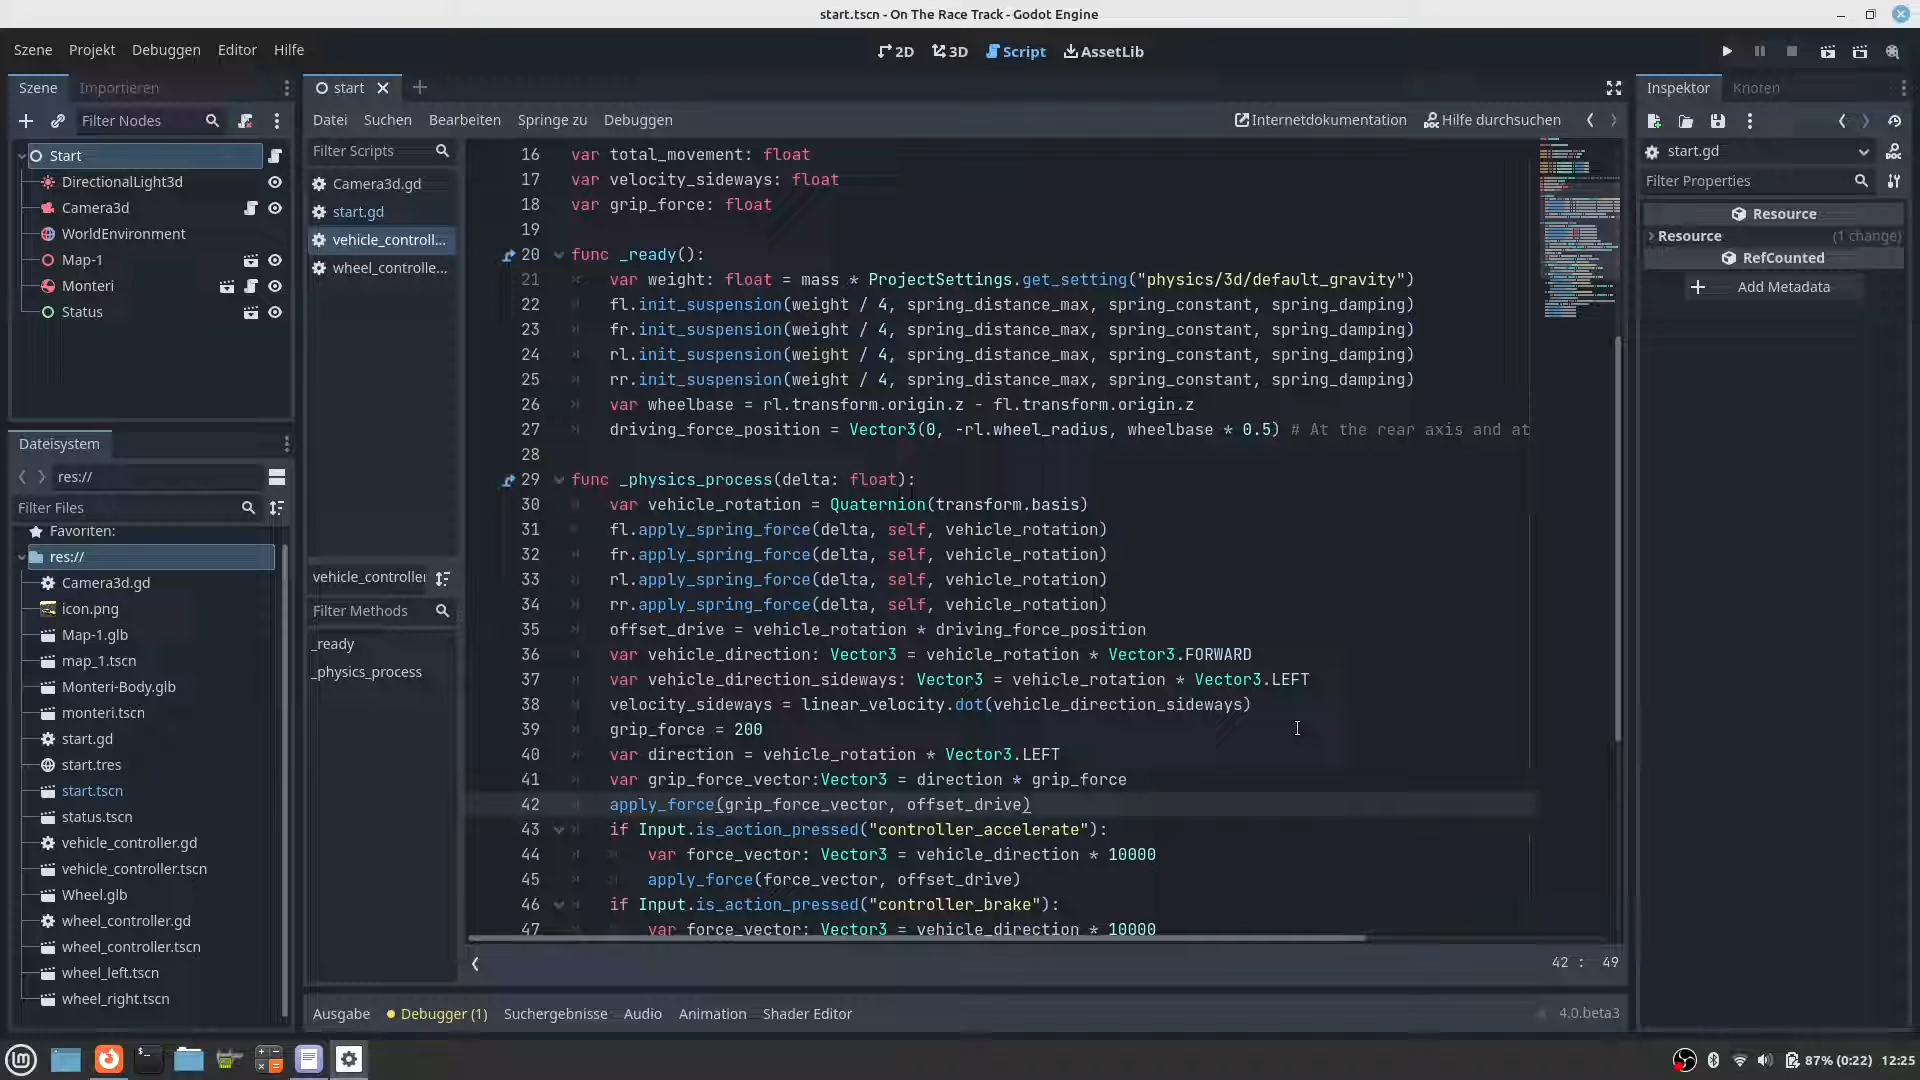 start.tscn - On The Race Track - Godot Engine
Szene Projekt Debuggen Editor Hilfe
2D 3D Script AssetLib
Szene Importieren
Filter Nodes
Start
DirectionalLight3d
Camera3d
WorldEnvironment
Map-1
Monteri
Status
Dateisystem
res://
Filter Files
Favoriten:
res://
Camera3d.gd
icon.png
Map-1.glb
map_1.tscn
Monteri-Body.glb
monteri.tscn
start.gd
start.tres
start.tscn
status.tscn
vehicle_controller.gd
vehicle_controller.tscn
Wheel.glb
wheel_controller.gd
wheel_controller.tscn
wheel_left.tscn
wheel_right.tscn
start
Datei Suchen Bearbeiten Springe zu Debuggen
Internetdokumentation Hilfe durchsuchen
Filter Scripts
Camera3d.gd
start.gd
vehicle_controll...
wheel_controlle...
vehicle_controller
Filter Methods
_ready
_physics_process
16 var total_movement: float
17 var velocity_sideways: float
18 var grip_force: float
19
20 func _ready():
21 var weight: float = mass * ProjectSettings.get_setting("physics/3d/default_gravity")
22 fl.init_suspension(weight / 4, spring_distance_max, spring_constant, spring_damping)
23 fr.init_suspension(weight / 4, spring_distance_max, spring_constant, spring_damping)
24 rl.init_suspension(weight / 4, spring_distance_max, spring_constant, spring_damping)
25 rr.init_suspension(weight / 4, spring_distance_max, spring_constant, spring_damping)
26 var wheelbase = rl.transform.origin.z - fl.transform.origin.z
27 driving_force_position = Vector3(0, -rl.wheel_radius, wheelbase * 0.5) # At the rear axis and at
28
29 func _physics_process(delta: float):
30 var vehicle_rotation = Quaternion(transform.basis)
31 fl.apply_spring_force(delta, self, vehicle_rotation)
32 fr.apply_spring_force(delta, self, vehicle_rotation)
33 rl.apply_spring_force(delta, self, vehicle_rotation)
34 rr.apply_spring_force(delta, self, vehicle_rotation)
35 offset_drive = vehicle_rotation * driving_force_position
36 var vehicle_direction: Vector3 = vehicle_rotation * Vector3.FORWARD
37 var vehicle_direction_sideways: Vector3 = vehicle_rotation * Vector3.LEFT
38 velocity_sideways = linear_velocity.dot(vehicle_direction_sideways)
39 grip_force = 200
40 var direction = vehicle_rotation * Vector3.LEFT
41 var grip_force_vector:Vector3 = direction * grip_force
42 apply_force(grip_force_vector, offset_drive)
43 if Input.is_action_pressed("controller_accelerate"):
44 var force_vector: Vector3 = vehicle_direction * 10000
45 apply_force(force_vector, offset_drive)
46 if Input.is_action_pressed("controller_brake"):
47 var force_vector: Vector3 = vehicle_direction * 10000
42 : 49
Ausgabe Debugger (1) Suchergebnisse Audio Animation Shader Editor
4.0.beta3
Inspektor Knoten
start.gd
Filter Properties
Resource
Resource (1 change)
RefCounted
Add Metadata
87% (0:22) 12:25